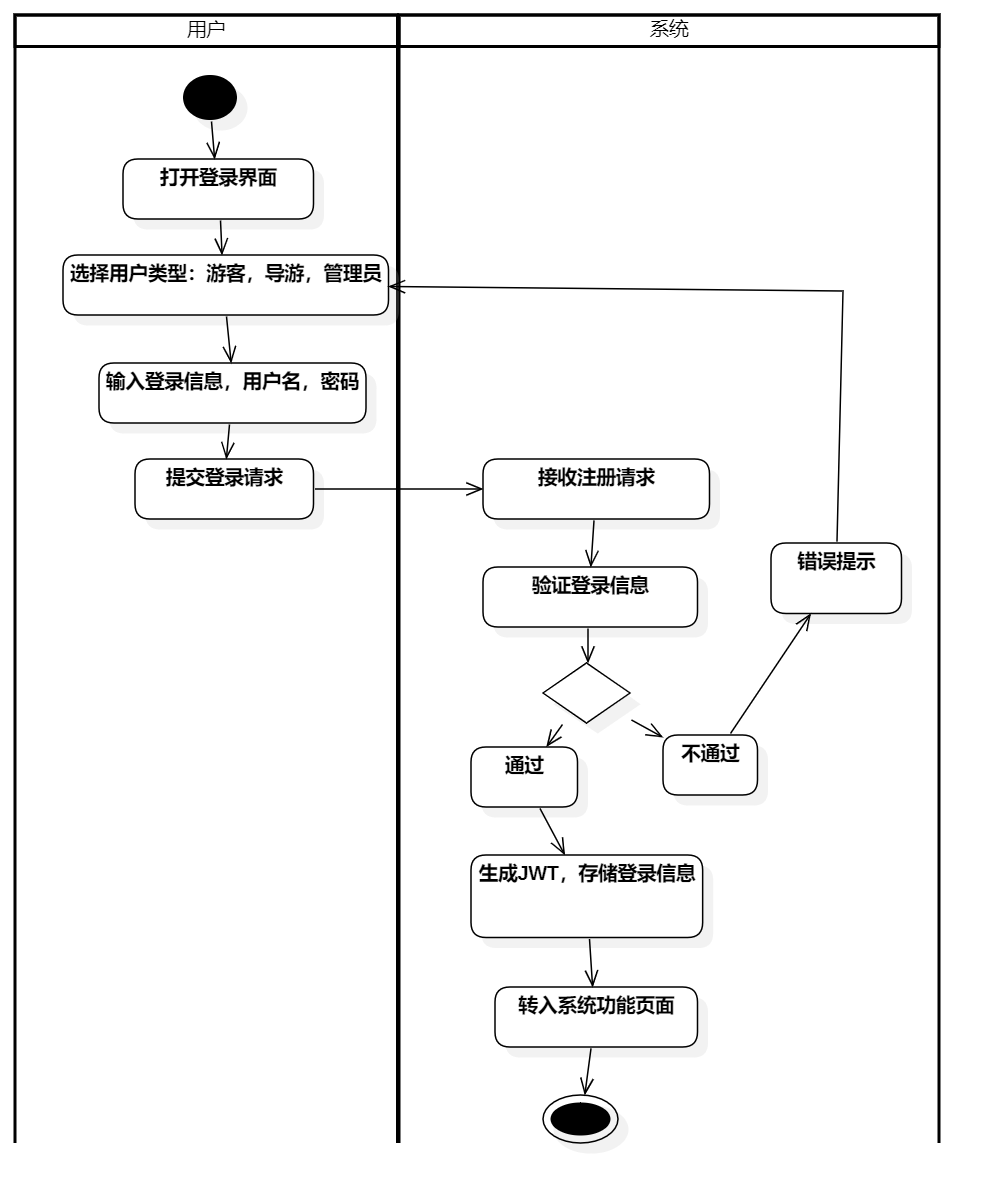 用户
系统
打开登录界面
选择用户类型：游客，导游，管理员
输入登录信息，用户名，密码
提交登录请求
接收注册请求
验证登录信息
错误提示
通过
不通过
生成JWT，存储登录信息
转入系统功能页面